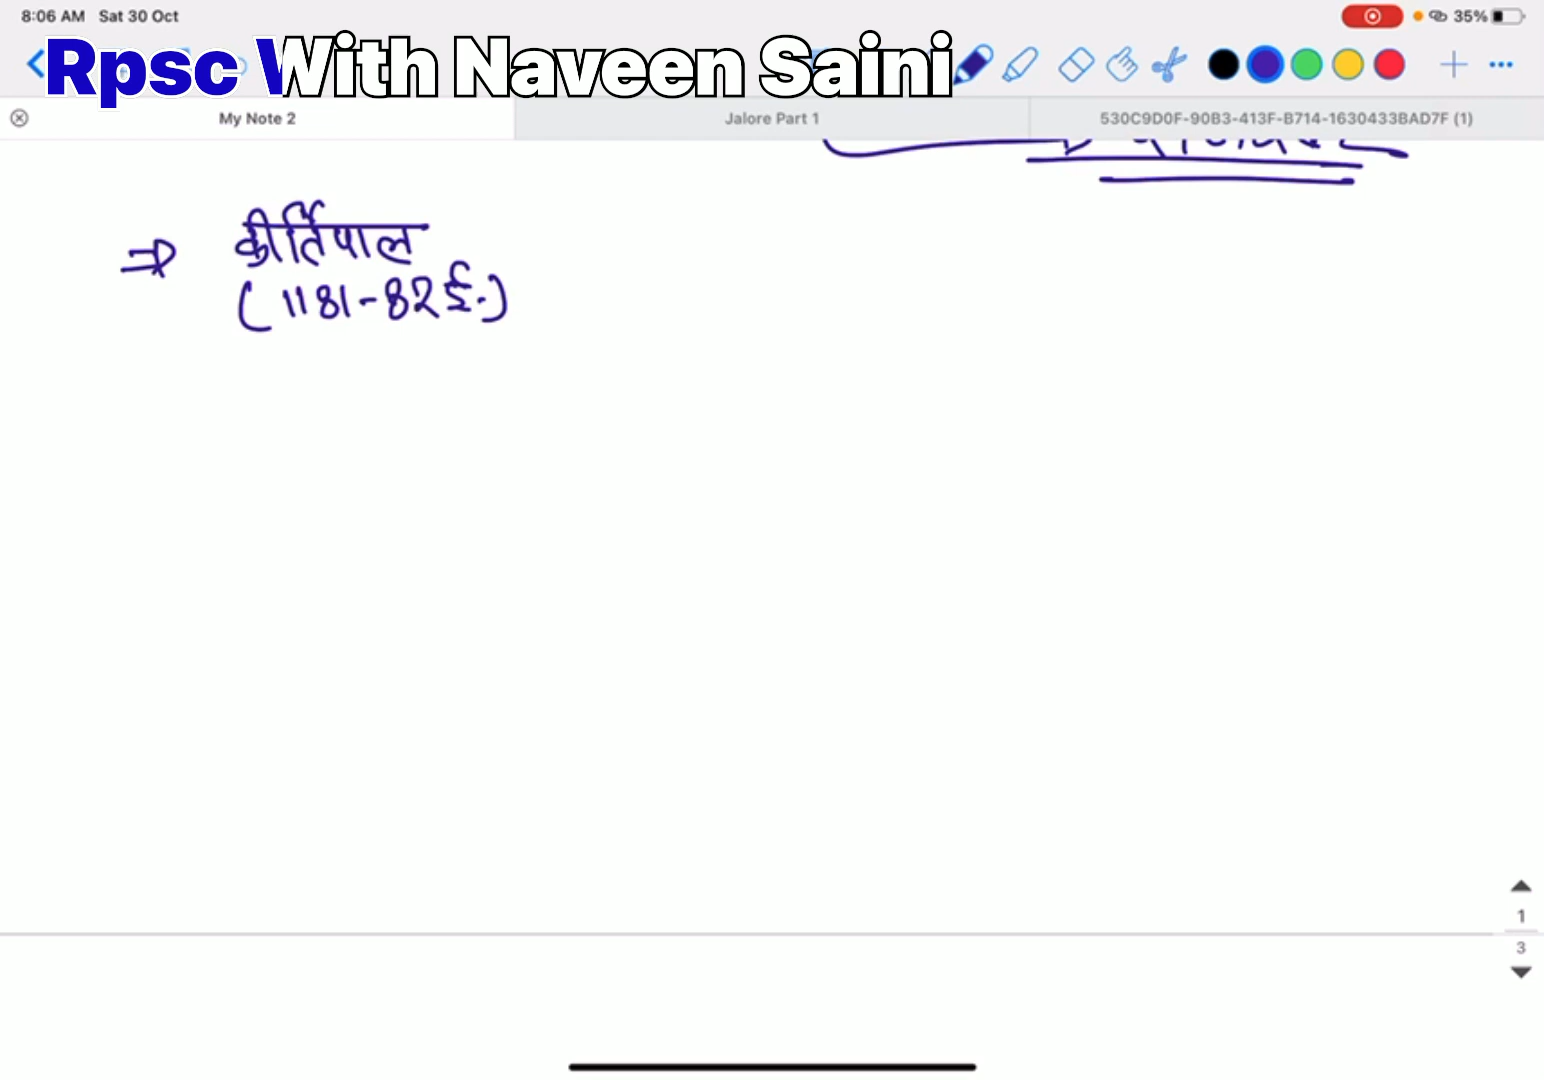 8:06 AM Sat 30 Oct
35%
Rpsc With Naveen Saini
My Note 2
Jalore Part 1
530C9D0F-90B3-413F-B714-1630433BAD7F (1)
⇒ कीर्तिपाल
(1181-82ई.)
1
3